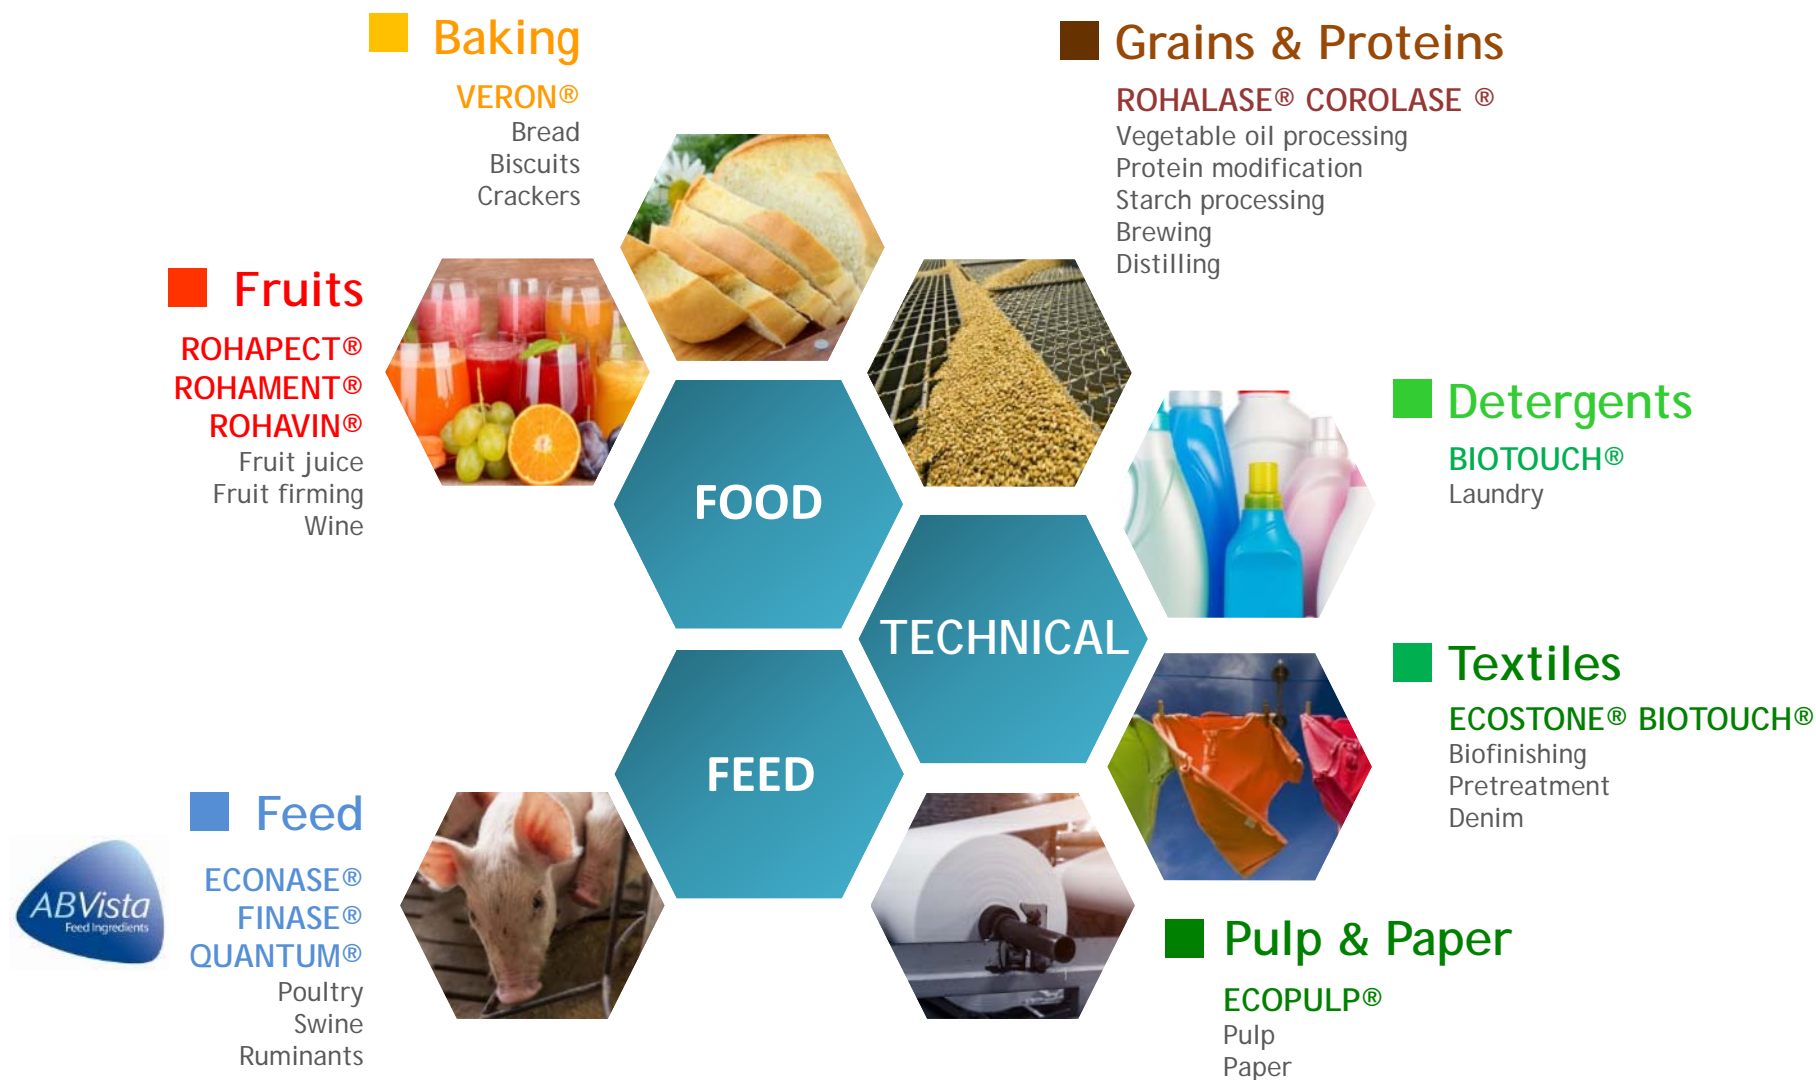 Baking
VERON®
Bread
Biscuits
Crackers
Grains & Proteins
ROHALASE® COROLASE ®
Vegetable oil processing
Protein modification
Starch processing
Brewing
Distilling
Fruits
ROHAPECT®
ROHAMENT®
ROHAVIN®
Fruit juice
Fruit firming
Wine
FOOD
Detergents
BIOTOUCH®
Laundry
TECHNICAL
Textiles
ECOSTONE® BIOTOUCH®
Biofinishing
Pretreatment
Denim
FEED
Feed
ECONASE®
FINASE®
QUANTUM®
Poultry
Swine
Ruminants
ABVista
Feed Ingredients
Pulp & Paper
ECOPULP®
Pulp
Paper